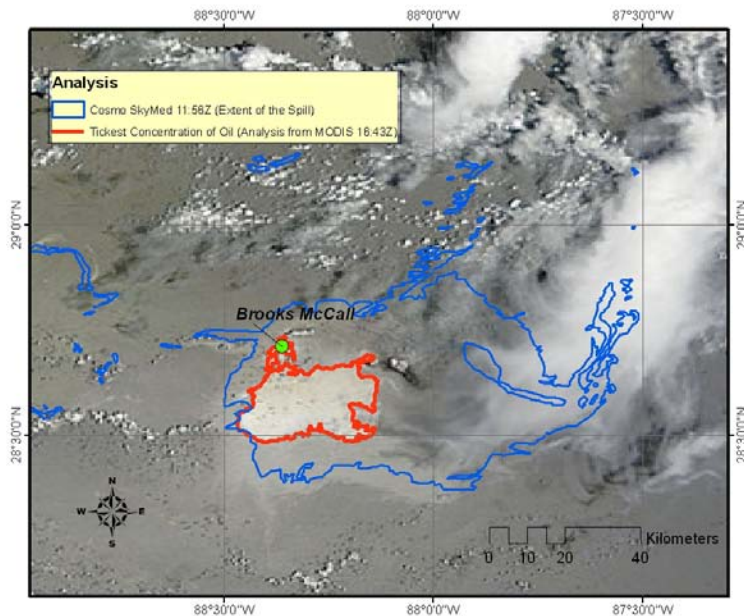 88°30'0"W 88°0'0"W 87°30'0"W
Analysis
Cosmo SkyMed 11:56Z (Extent of the Spill)
Tickest Concentration of Oil (Analysis from MODIS 16:43Z)
29°0'0"N 29°0'0"N
Brooks McCall
28°30'0"N 28°30'0"N
N
W E
S
Kilometers
0 10 20 40
88°30'0"W 88°0'0"W 87°30'0"W